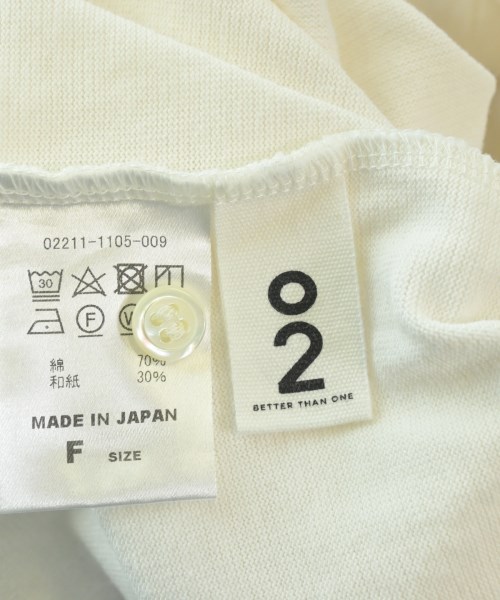 02211-1105-009
30
F
W
綿 70%
和紙 30%
MADE IN JAPAN
F SIZE
o
2
BETTER THAN ONE